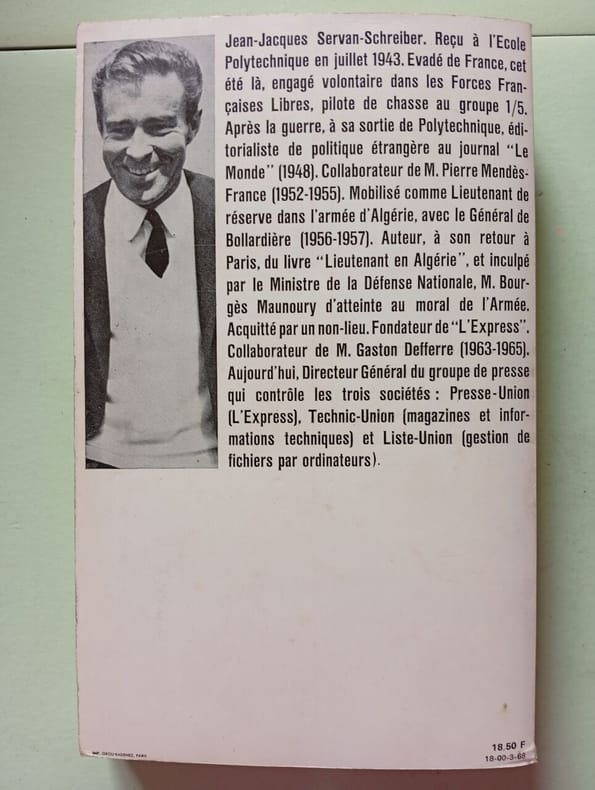 Jean-Jacques Servan-Schreiber. Reçu à l'Ecole
Polytechnique en juillet 1943. Evadé de France, cet
été là, engagé volontaire dans les Forces Fran-
çaises Libres, pilote de chasse au groupe 1/5.
Après la guerre, à sa sortie de Polytechnique, édi-
torialiste de politique étrangère au journal "Le
Monde" (1948). Collaborateur de M. Pierre Mendès-
France (1952-1955). Mobilisé comme Lieutenant de
réserve dans l'armée d'Algérie, avec le Général de
Bollardière (1956-1957). Auteur, à son retour à
Paris, du livre "Lieutenant en Algérie", et inculpé
par le Ministre de la Défense Nationale, M. Bour-
gès Maunoury d'atteinte au moral de l'Armée.
Acquitté par un non-lieu. Fondateur de "L'Express".
Collaborateur de M. Gaston Defferre (1963-1965).
Aujourd'hui, Directeur Général du groupe de presse
qui contrôle les trois sociétés : Presse-Union
(L'Express), Technic-Union (magazines et infor-
mations techniques) et Liste-Union (gestion de
fichiers par ordinateurs).
18,50 F
18-00-3-68